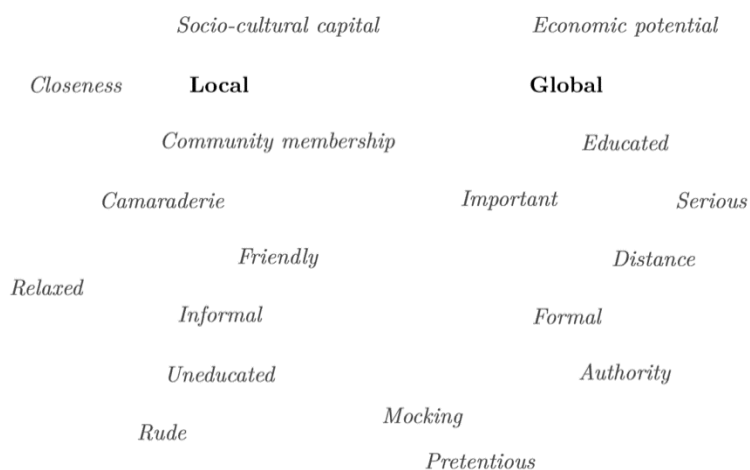 Socio-cultural capital Economic potential
Closeness Local Global
Community membership Educated
Camaraderie Important Serious
Friendly Distance
Relaxed
Informal Formal
Uneducated Authority
Mocking
Rude
Pretentious